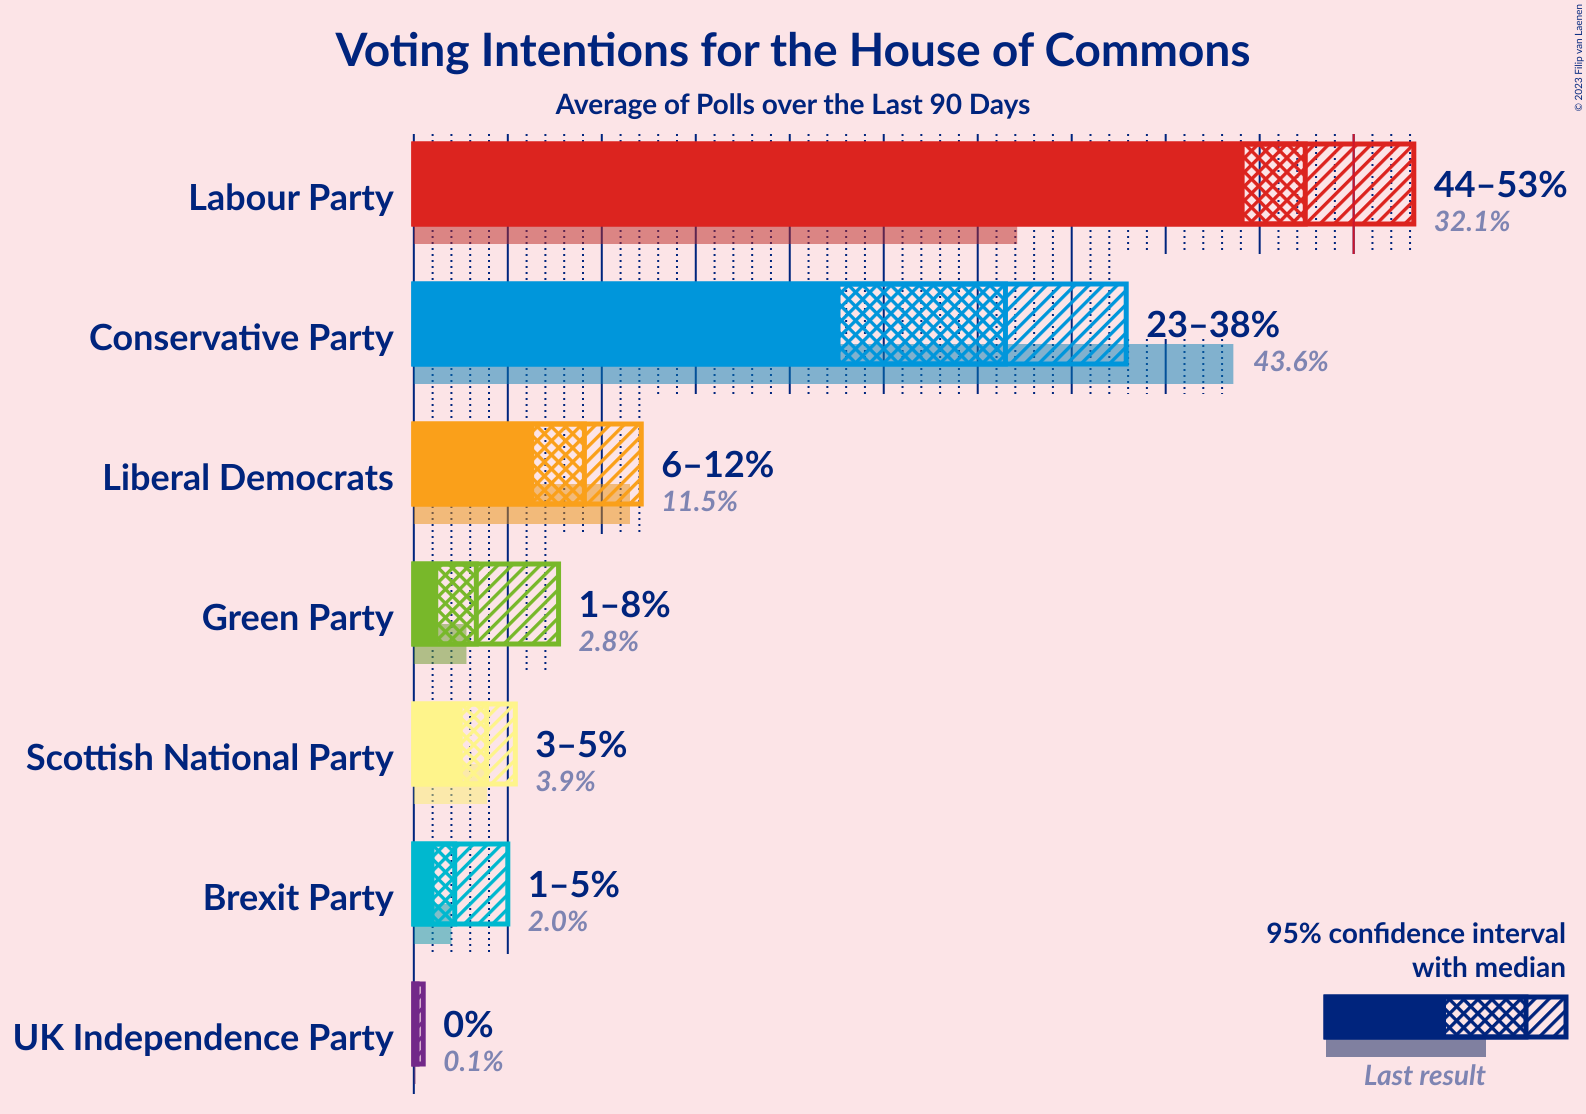 © 2023 Filip van Laenen
Voting Intentions for the House of Commons
Average of Polls over the Last 90 Days
Labour Party
44–53%
32.1%
Conservative Party
23–38%
43.6%
Liberal Democrats
6–12%
11.5%
Green Party
1–8%
2.8%
Scottish National Party
3–5%
3.9%
Brexit Party
1–5%
2.0%
UK Independence Party
0%
0.1%
95% confidence interval
with median
Last result